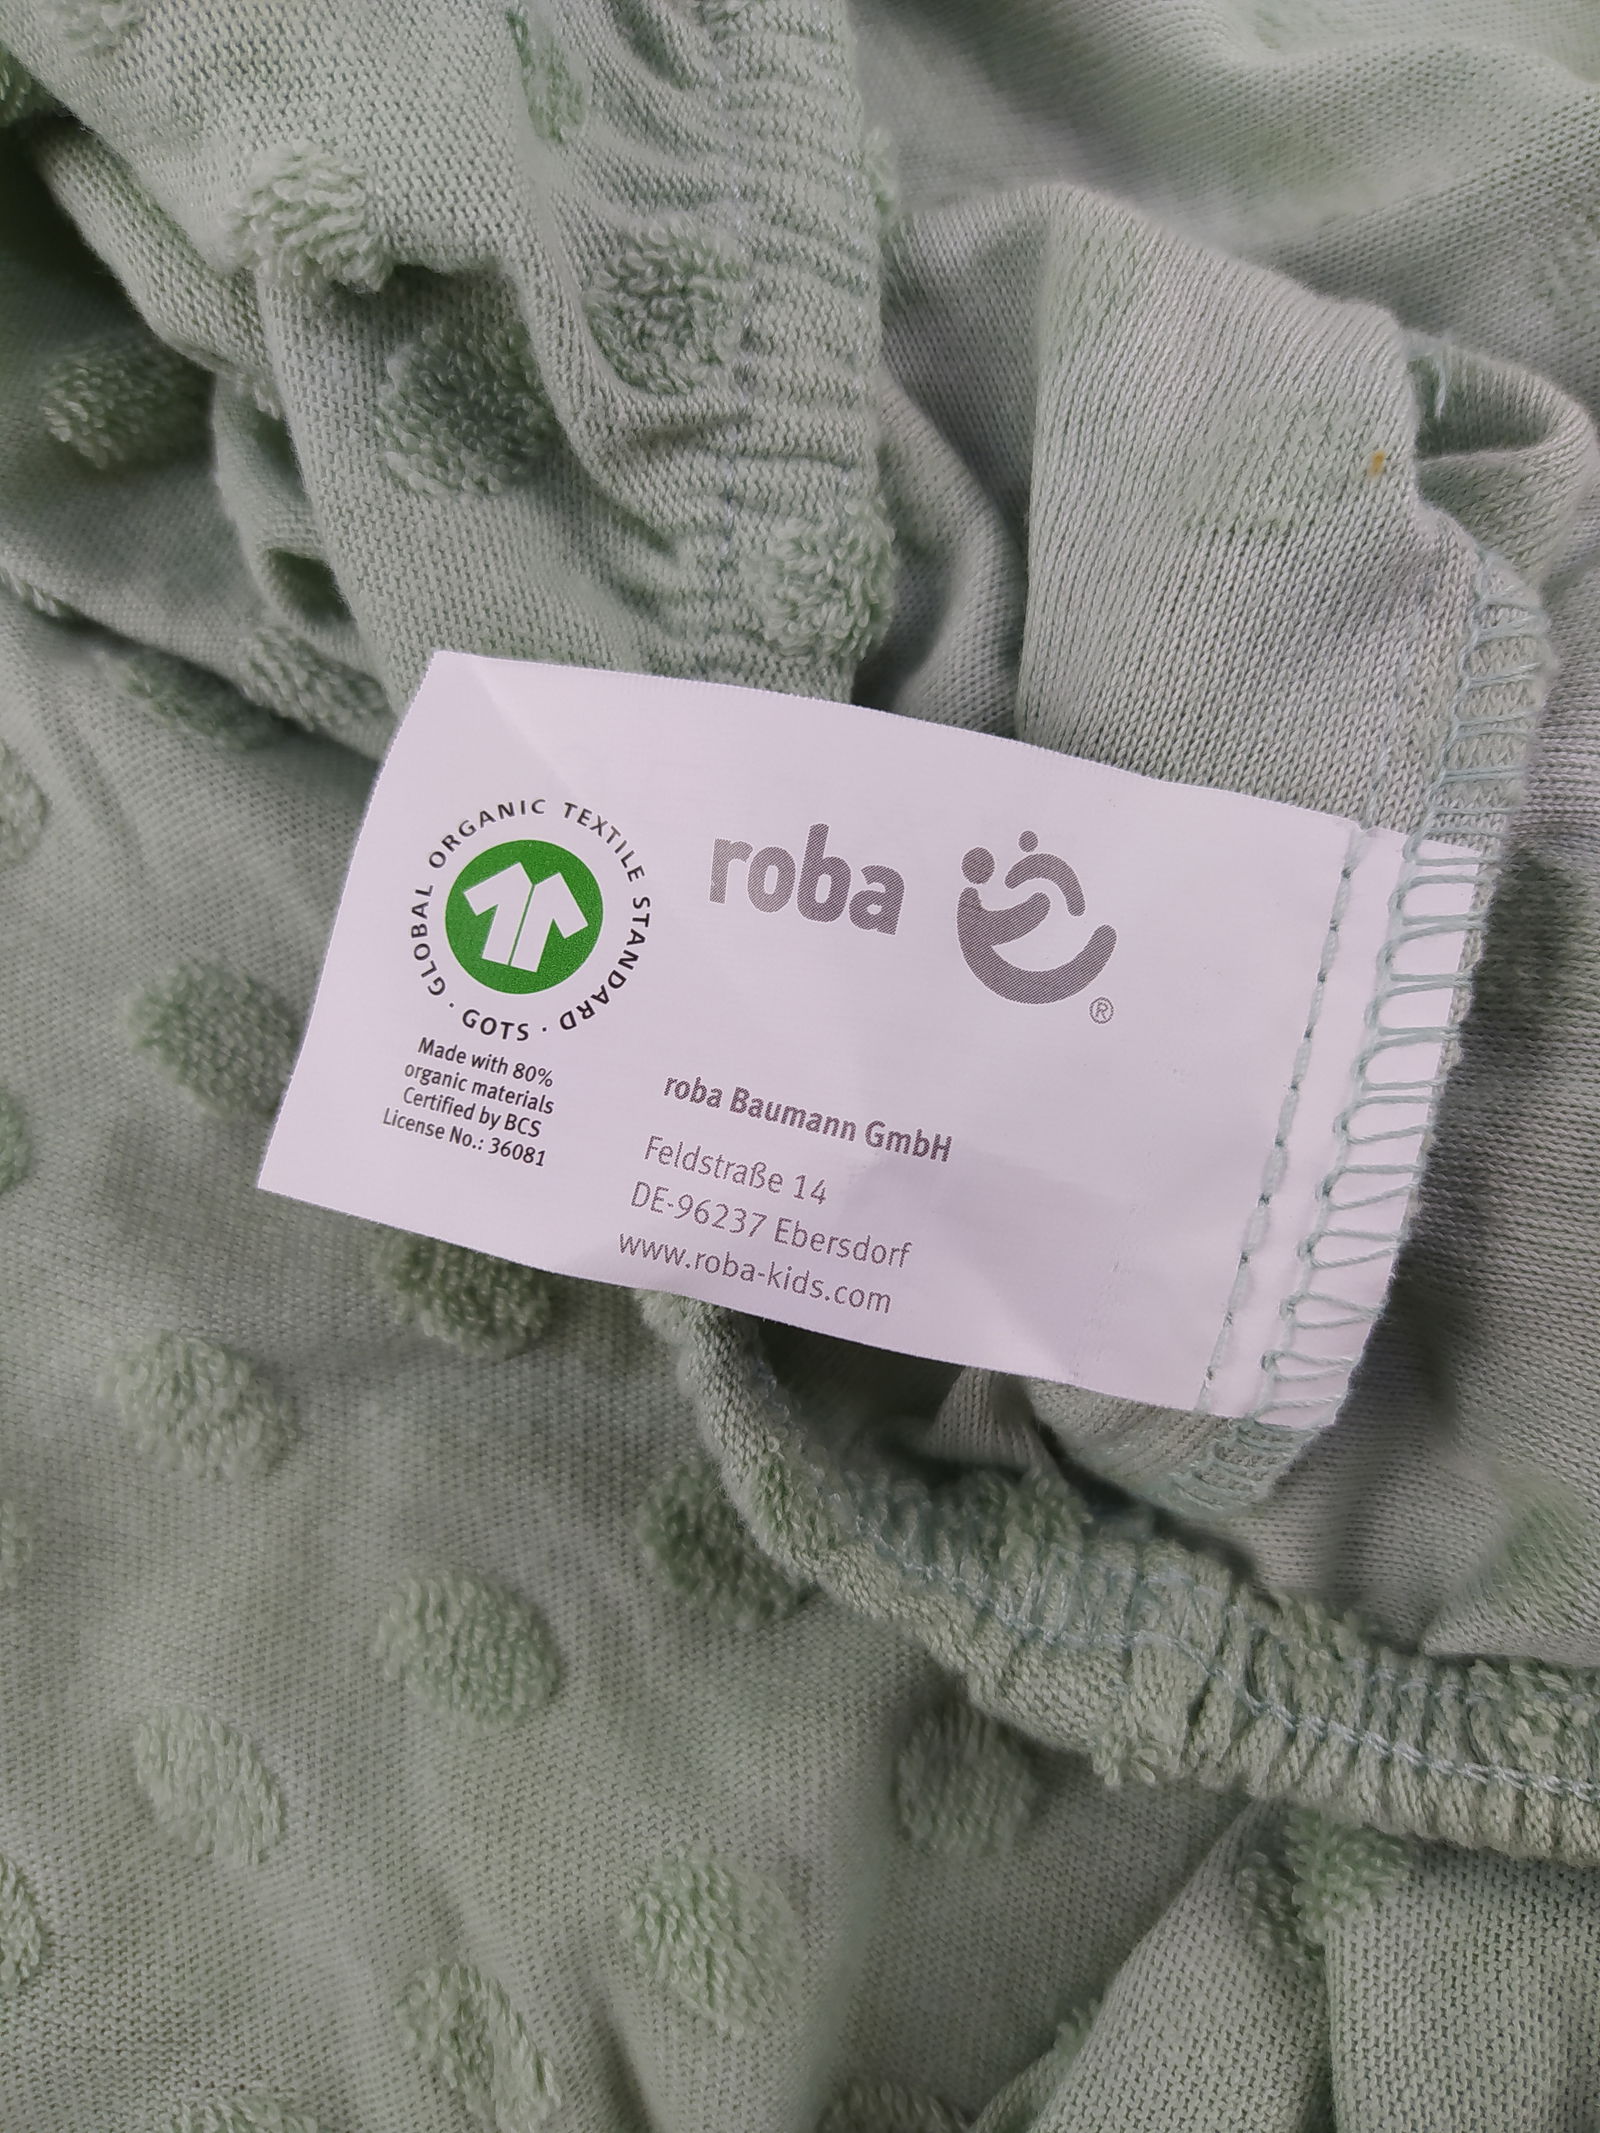 GLOBAL ORGANIC TEXTILE STANDARD · GOTS ·
Made with 80%
organic materials
Certified by BCS
License No.: 36081
roba
®
roba Baumann GmbH
Feldstraße 14
DE-96237 Ebersdorf
www.roba-kids.com